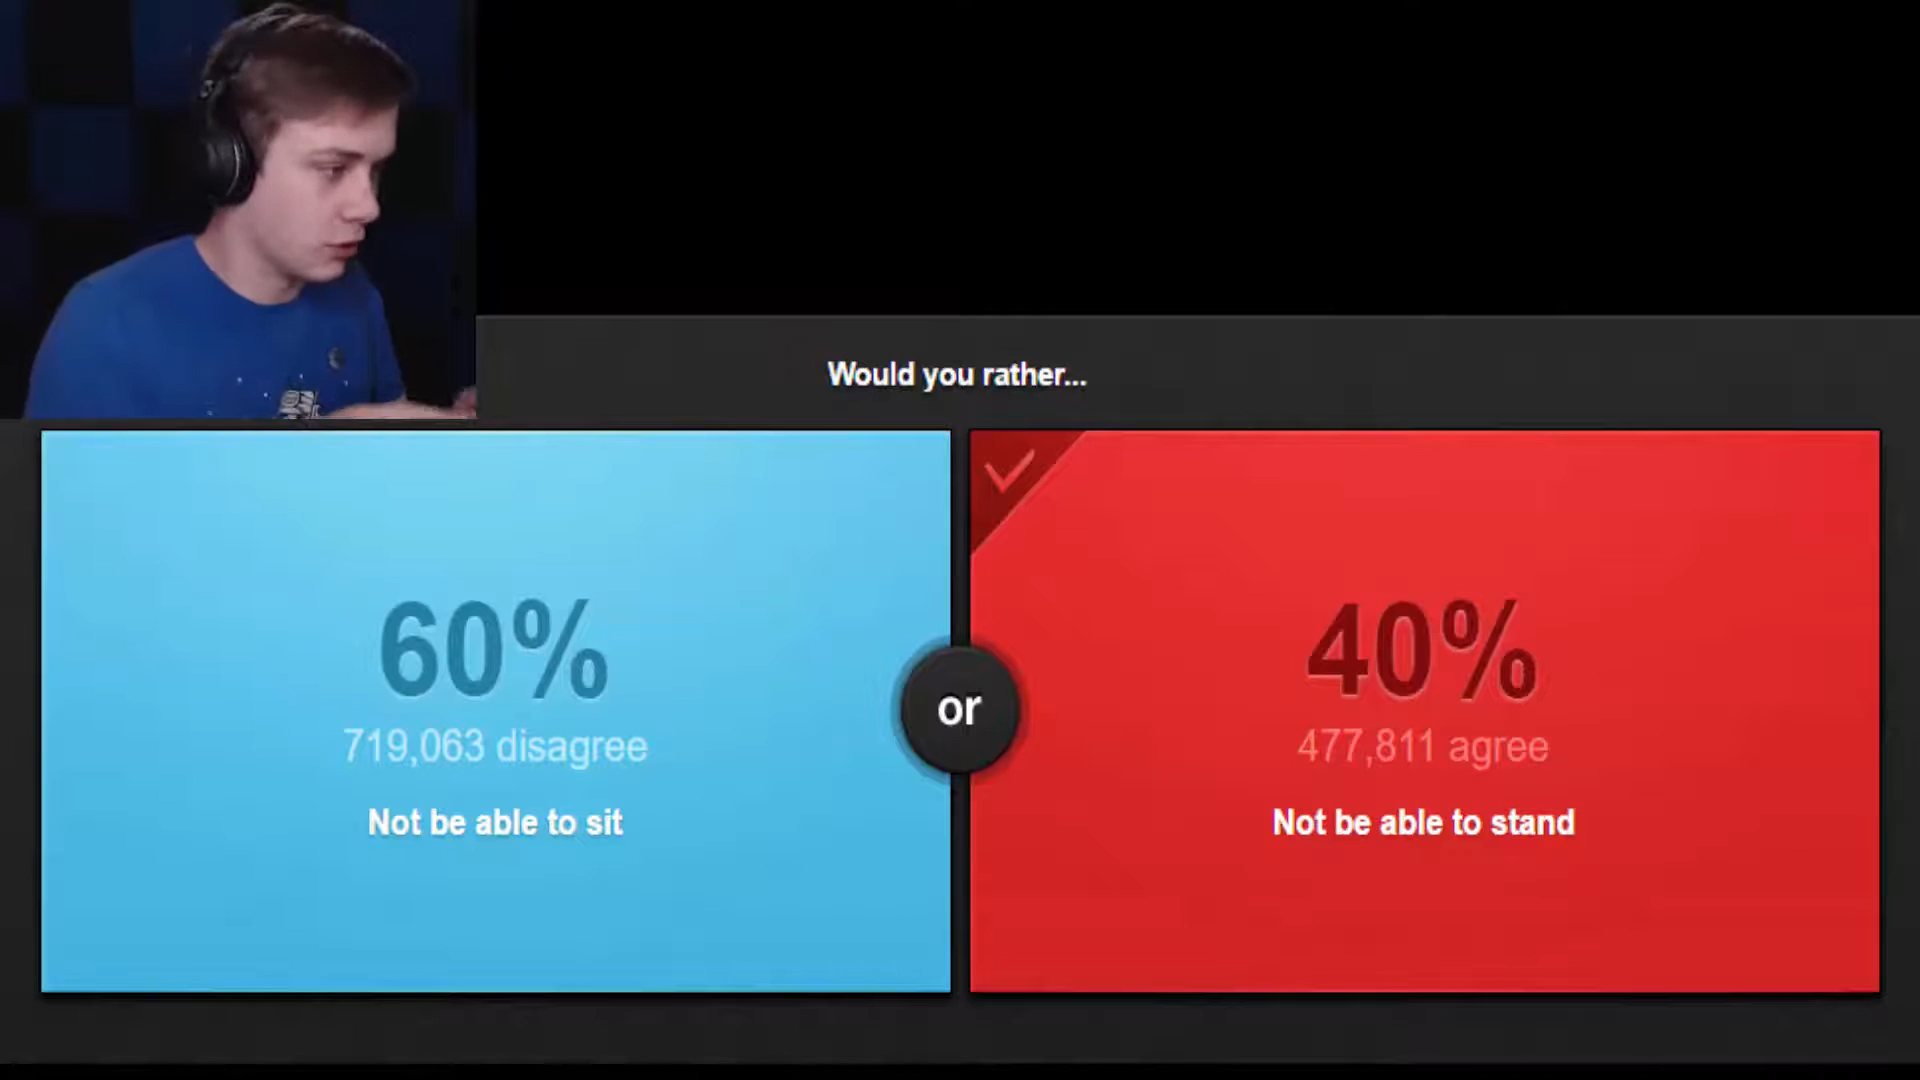 Would you rather...
60%
719,063 disagree
Not be able to sit
or
40%
477,811 agree
Not be able to stand